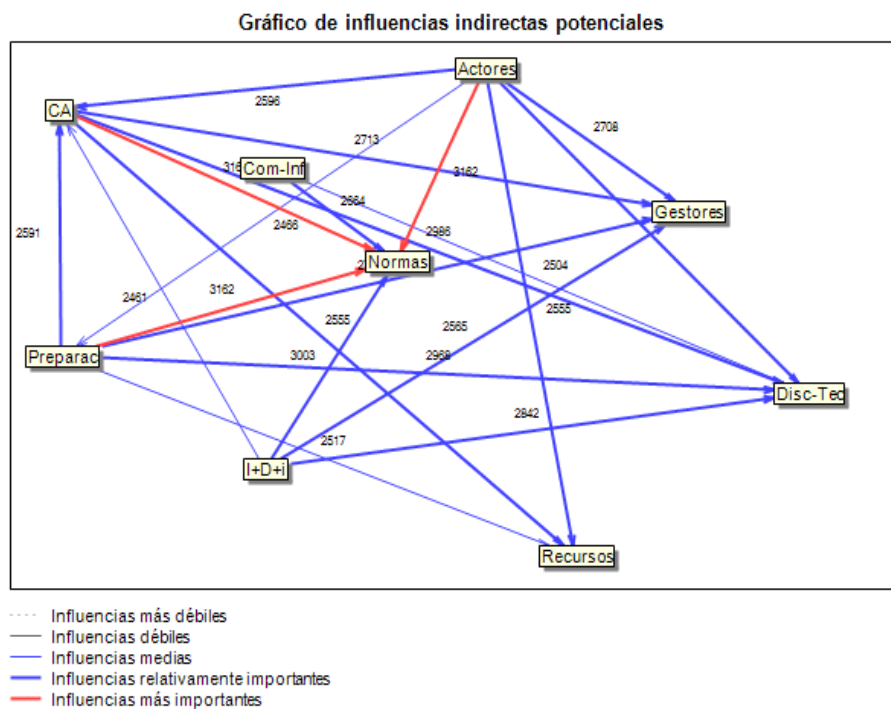 Gráfico de influencias indirectas potenciales
Actores
2596
CA
2713
2708
3162
Com-Inf
2664
Gestores
2466
2986
2591
Normas
2504
3162
2461
2555
2565
2555
Preparac
3003
2968
Disc-Tec
2842
2517
I+D+i
Recursos
Influencias más débiles
Influencias débiles
Influencias medias
Influencias relativamente importantes
Influencias más importantes